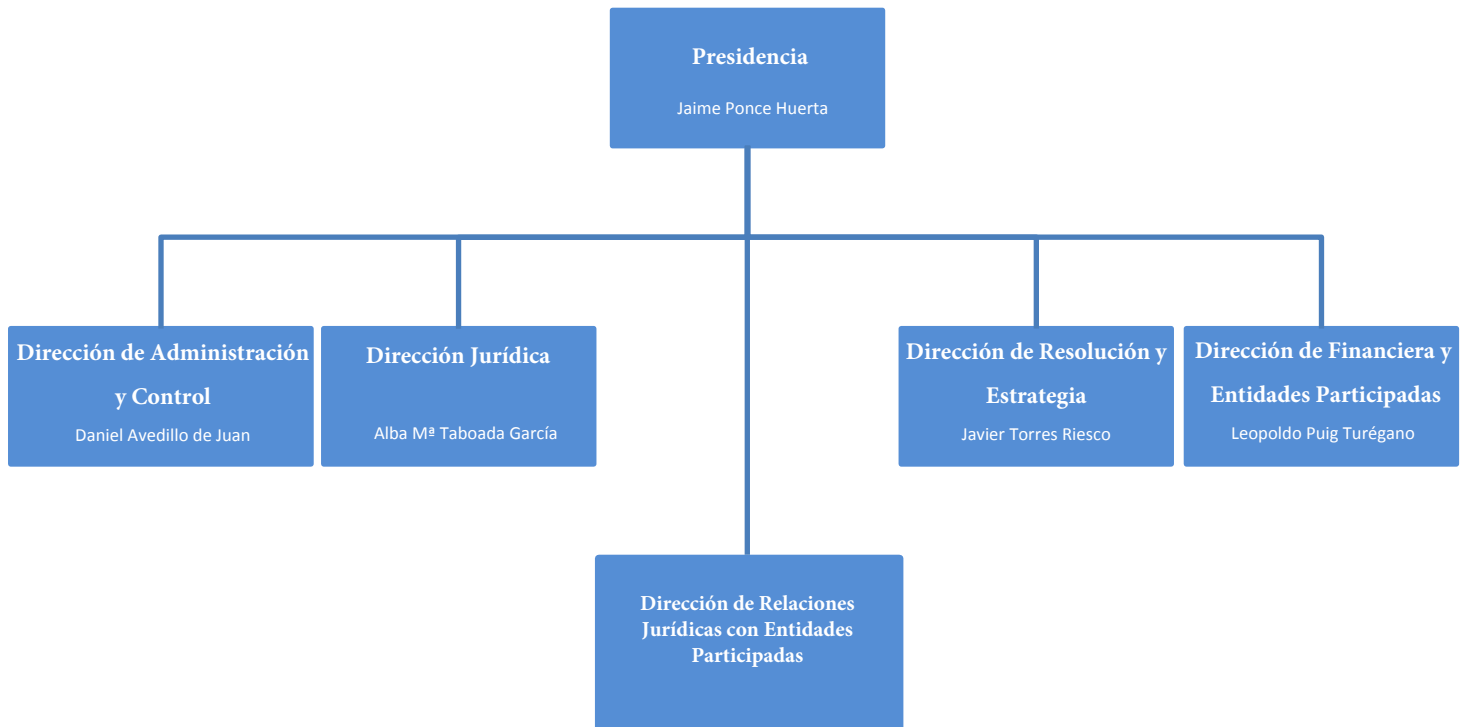 Presidencia
Jaime Ponce Huerta
Dirección de Administración
y Control
Daniel Avedillo de Juan
Dirección Jurídica
Alba Mª Taboada García
Dirección de Resolución y
Estrategia
Javier Torres Riesco
Dirección de Financiera y
Entidades Participadas
Leopoldo Puig Turégano
Dirección de Relaciones
Jurídicas con Entidades
Participadas